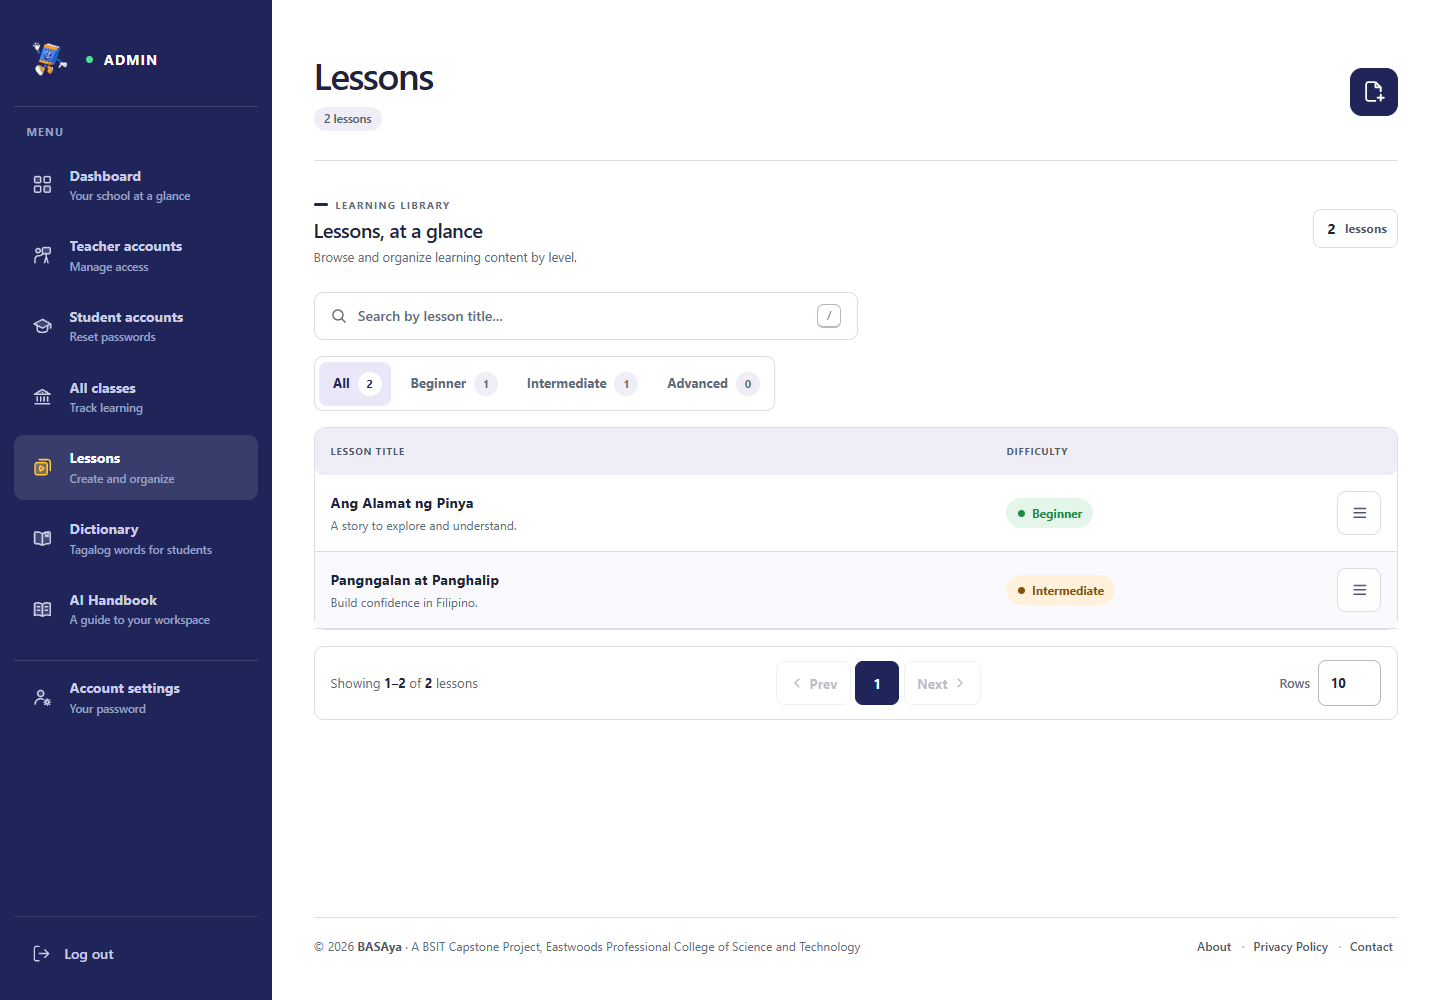 ADMIN
MENU
Dashboard
Your school at a glance
Teacher accounts
Manage access
Student accounts
Reset passwords
All classes
Track learning
Lessons
Create and organize
Dictionary
Tagalog words for students
AI Handbook
A guide to your workspace
Account settings
Your password
Log out
Lessons
2 lessons
LEARNING LIBRARY
Lessons, at a glance
Browse and organize learning content by level.
2 lessons
Search by lesson title... /
All 2 Beginner 1 Intermediate 1 Advanced 0
LESSON TITLE DIFFICULTY
Ang Alamat ng Pinya
A story to explore and understand.
Beginner
Pangngalan at Panghalip
Build confidence in Filipino.
Intermediate
Showing 1–2 of 2 lessons Prev 1 Next Rows 10
© 2026 BASAya · A BSIT Capstone Project, Eastwoods Professional College of Science and Technology About · Privacy Policy · Contact